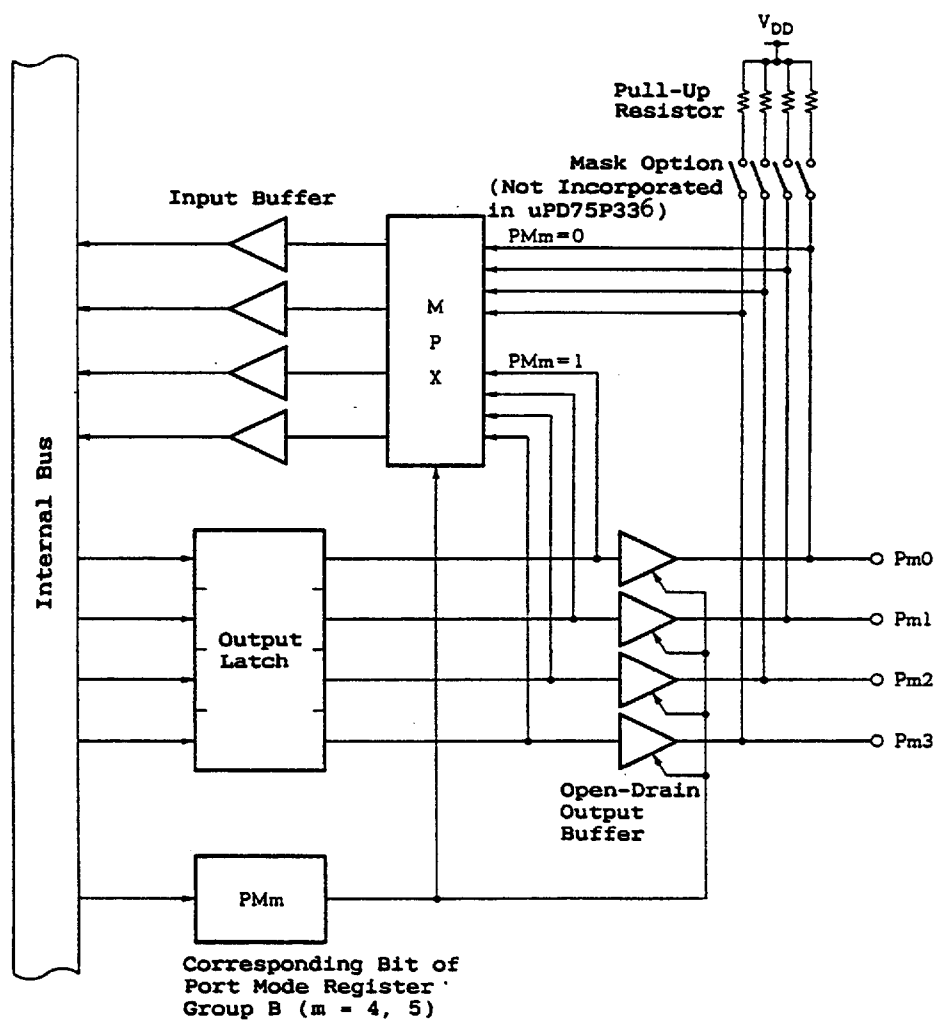 VDD
Pull-Up
Resistor
Mask Option
(Not Incorporated
in uPD75P336)
Input Buffer
PMm=0
M
P
X
PMm=1
Internal Bus
Output
Latch
Pm0
Pm1
Pm2
Pm3
Open-Drain
Output
Buffer
PMm
Corresponding Bit of
Port Mode Register
Group B (m = 4, 5)